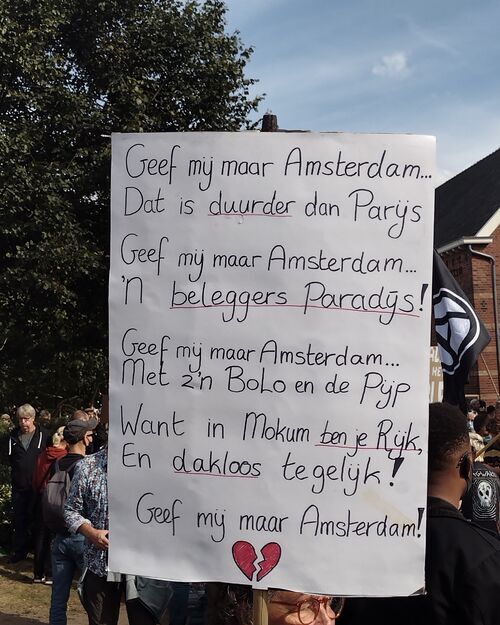 Geef mij maar Amsterdam...
Dat is duurder dan Parijs
Geef mij maar Amsterdam...
'n beleggers Paradijs!
Geef mij maar Amsterdam...
Met z'n BoLo en de Pijp
Want in Mokum ben je Rijk,
En dakloos tegelijk!
Geef mij maar Amsterdam!